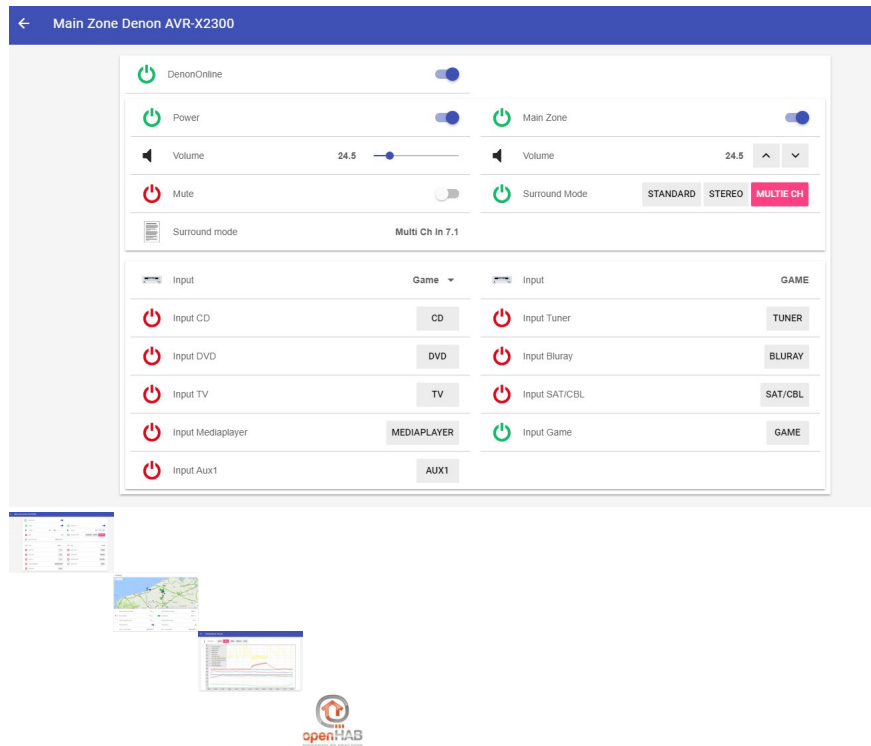 Main Zone Denon AVR-X2300
DenonOnline
Power
Main Zone
Volume 24.5
Volume 24.5
Mute
Surround Mode STANDARD STEREO MULTIE CH
Surround mode Multi Ch In 7.1
Input Game
Input GAME
Input CD CD
Input Tuner TUNER
Input DVD DVD
Input Bluray BLURAY
Input TV TV
Input SAT/CBL SAT/CBL
Input Mediaplayer MEDIAPLAYER
Input Game GAME
Input Aux1 AUX1
openHAB